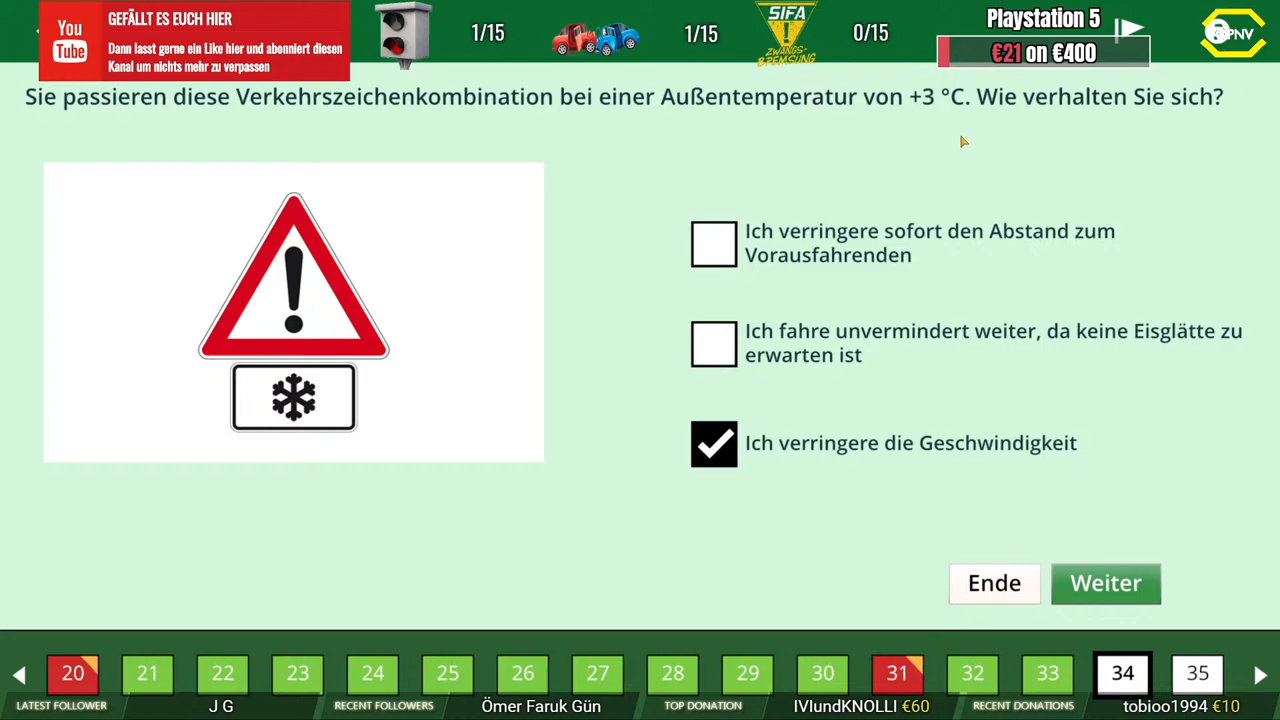 You
Tube
GEFÄLLT ES EUCH HIER
Dann lasst gerne ein Like hier und abonniert diesen
Kanal um nichts mehr zu verpassen
1/15
1/15
SIFA
ZWANGS-
BREMSUNG
0/15
Playstation 5
€21 on €400
PNV
Sie passieren diese Verkehrszeichenkombination bei einer Außentemperatur von +3 °C. Wie verhalten Sie sich?
Ich verringere sofort den Abstand zum
Vorausfahrenden
Ich fahre unvermindert weiter, da keine Eisglätte zu
erwarten ist
Ich verringere die Geschwindigkeit
Ende
Weiter
20 21 22 23 24 25 26 27 28 29 30 31 32 33 34 35
LATEST FOLLOWER J G RECENT FOLLOWERS Ömer Faruk Gün TOP DONATION IVIundKNOLLI €60 RECENT DONATIONS tobioo1994 €10